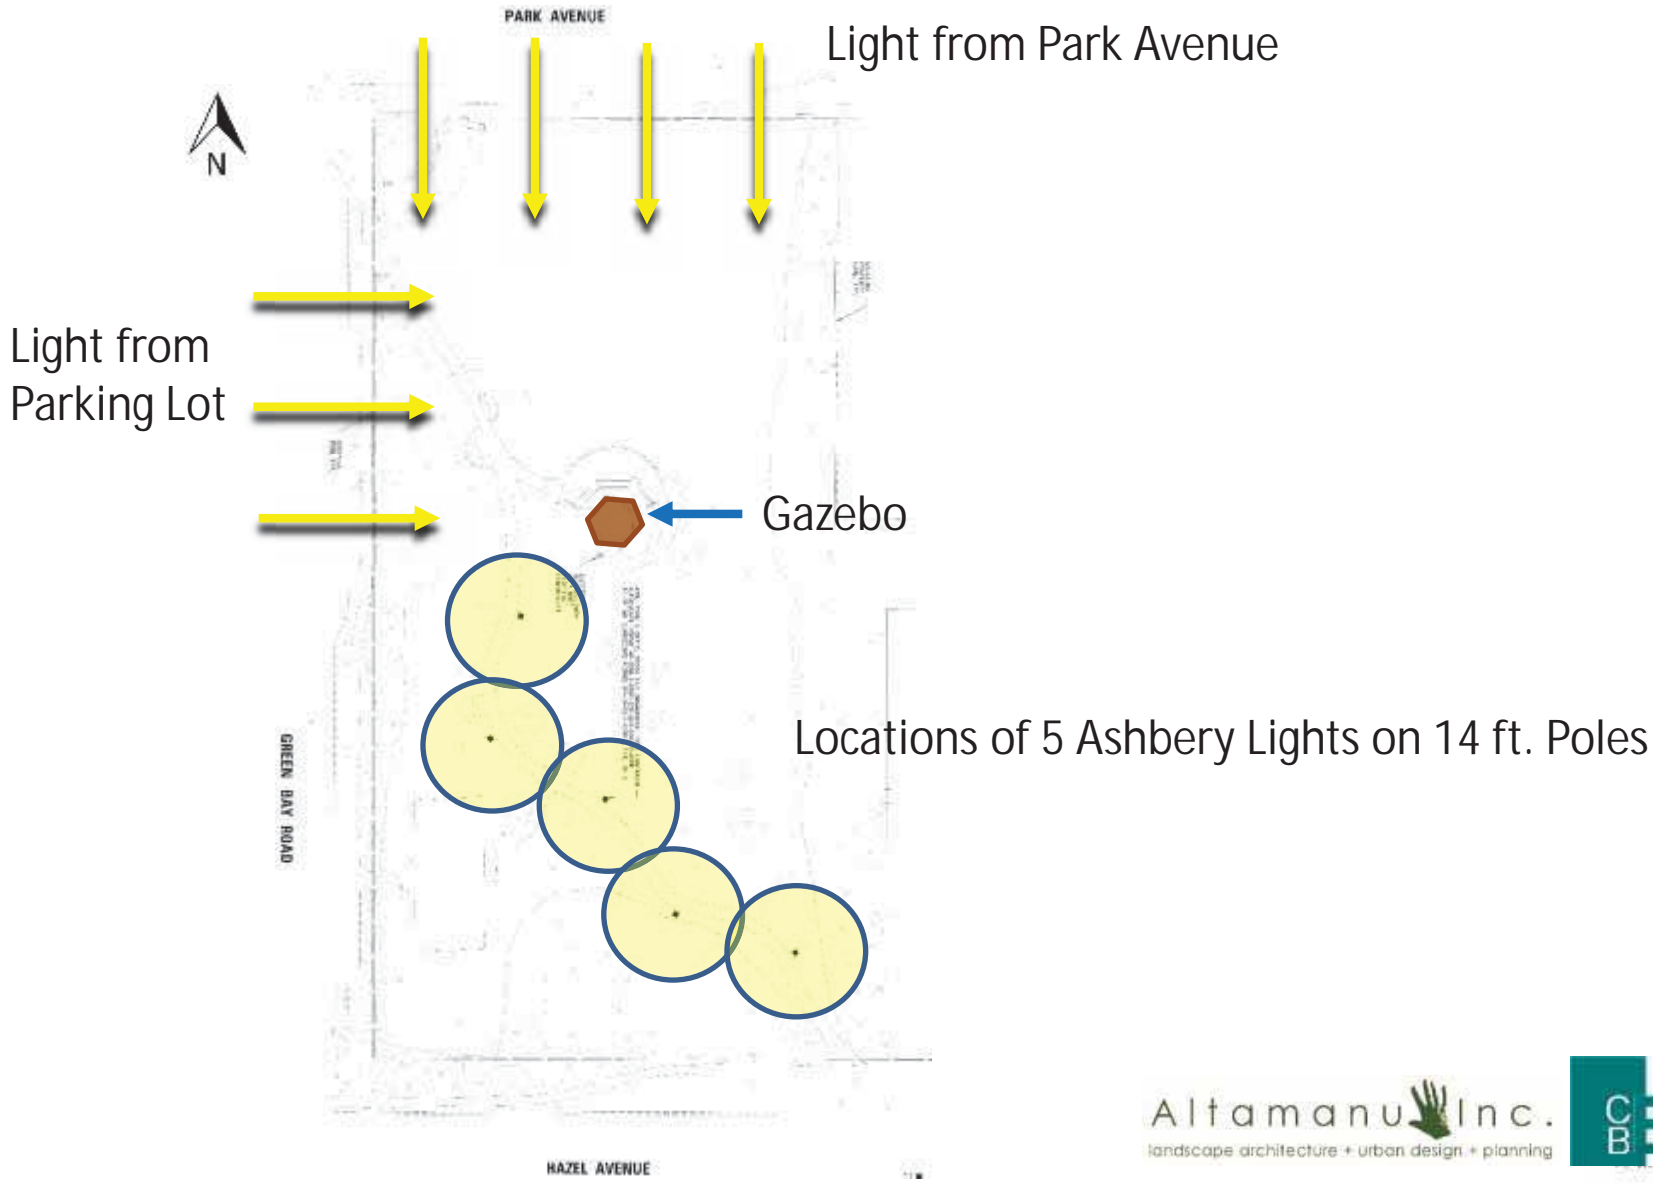 PARK AVENUE
Light from Park Avenue
N
Light from
Parking Lot
Gazebo
Locations of 5 Ashbery Lights on 14 ft. Poles
GREEN BAY ROAD
HAZEL AVENUE
Altamanu Inc.
landscape architecture + urban design + planning
C
B